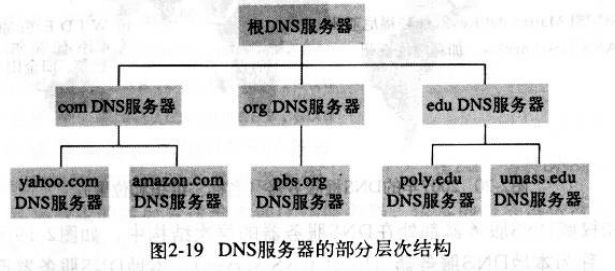 根DNS服务器
com DNS服务器
org DNS服务器
edu DNS服务器
yahoo.com
DNS服务器
amazon.com
DNS服务器
pbs.org
DNS服务器
poly.edu
DNS服务器
umass.edu
DNS服务器
图2-19 DNS服务器的部分层次结构